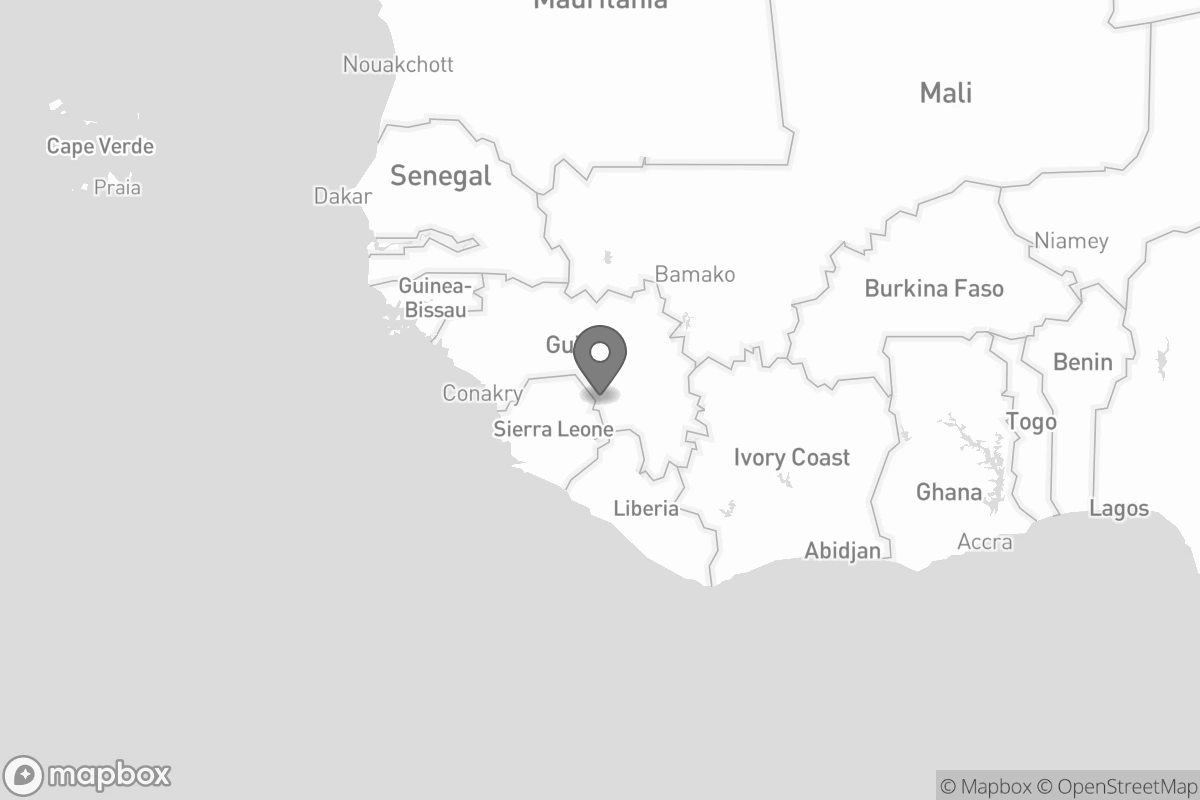 Mauritania
Nouakchott
Mali
Cape Verde
Praia
Senegal
Dakar
Niamey
Bamako
Guinea-
Bissau
Burkina Faso
Gui
Benin
Conakry
Togo
Sierra Leone
Ivory Coast
Ghana
Liberia
Lagos
Accra
Abidjan
mapbox
© Mapbox © OpenStreetMap